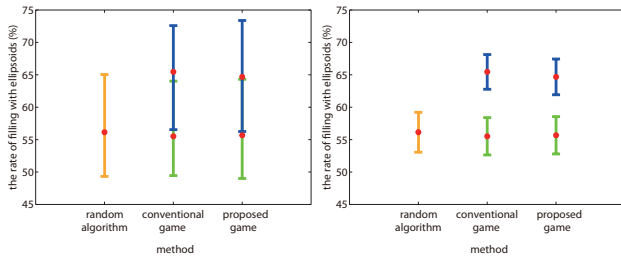 the rate of filling with ellipsoids (%)
75
70
65
60
55
50
45
random
algorithm
conventional
game
proposed
game
method
the rate of filling with ellipsoids (%)
75
70
65
60
55
50
45
random
algorithm
conventional
game
proposed
game
method